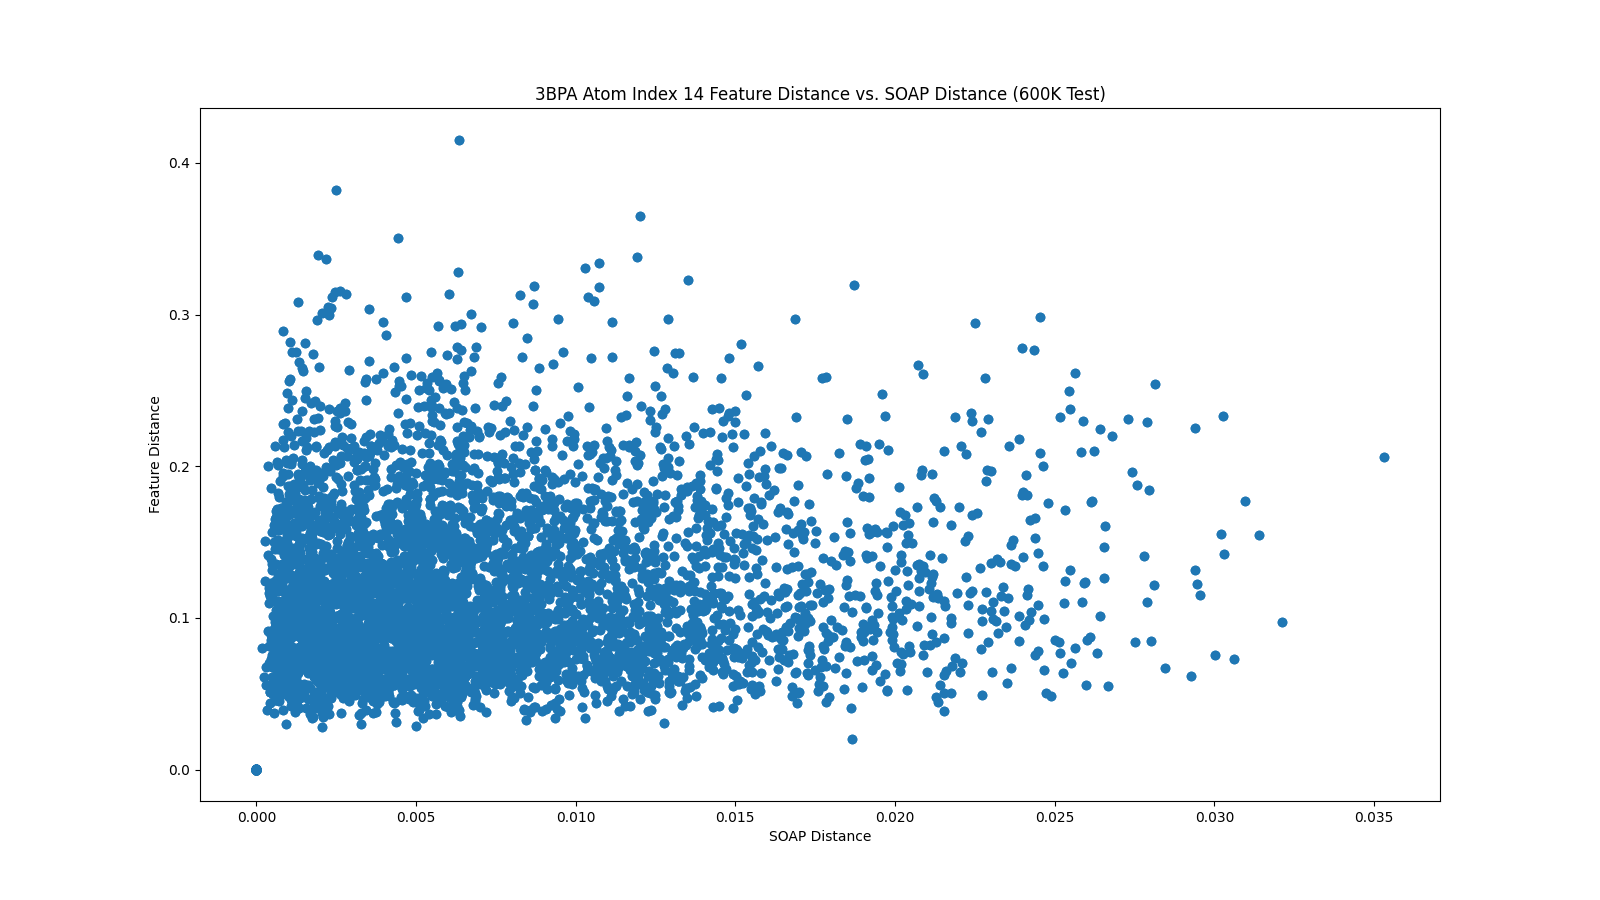 3BPA Atom Index 14 Feature Distance vs. SOAP Distance (600K Test)
Feature Distance
0.4
0.3
0.2
0.1
0.0
0.000 0.005 0.010 0.015 0.020 0.025 0.030 0.035
SOAP Distance